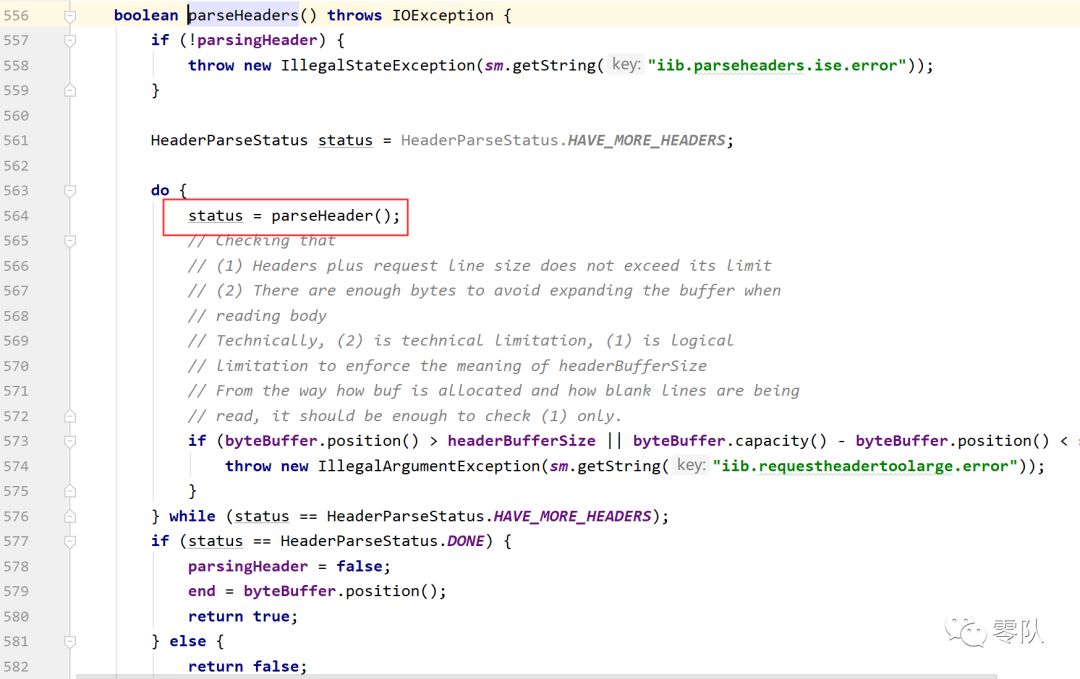 556 boolean parseHeaders() throws IOException {
557 if (!parsingHeader) {
558 throw new IllegalStateException(sm.getString( key: "iib.parseheaders.ise.error"));
559 }
560
561 HeaderParseStatus status = HeaderParseStatus.HAVE_MORE_HEADERS;
562
563 do {
564 status = parseHeader();
565 // Checking that
566 // (1) Headers plus request line size does not exceed its limit
567 // (2) There are enough bytes to avoid expanding the buffer when
568 // reading body
569 // Technically, (2) is technical limitation, (1) is logical
570 // limitation to enforce the meaning of headerBufferSize
571 // From the way how buf is allocated and how blank lines are being
572 // read, it should be enough to check (1) only.
573 if (byteBuffer.position() > headerBufferSize || byteBuffer.capacity() - byteBuffer.position() <
574 throw new IllegalArgumentException(sm.getString( key: "iib.requestheadertoolarge.error"));
575 }
576 } while (status == HeaderParseStatus.HAVE_MORE_HEADERS);
577 if (status == HeaderParseStatus.DONE) {
578 parsingHeader = false;
579 end = byteBuffer.position();
580 return true;
581 } else {
582 return false;
零队